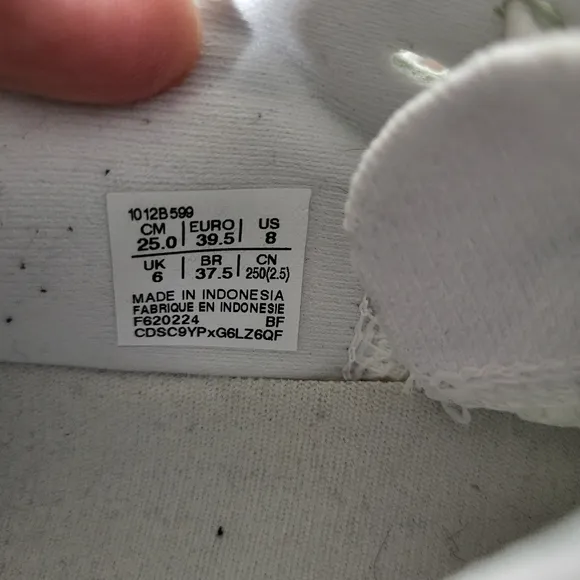 1012B599
CM | EURO | US
25.0 | 39.5 | 8
UK | BR | CN
6 | 37.5 | 250(2.5)
MADE IN INDONESIA
FABRIQUE EN INDONESIE
F620224 BF
CDSC9YPxG6LZ6QF